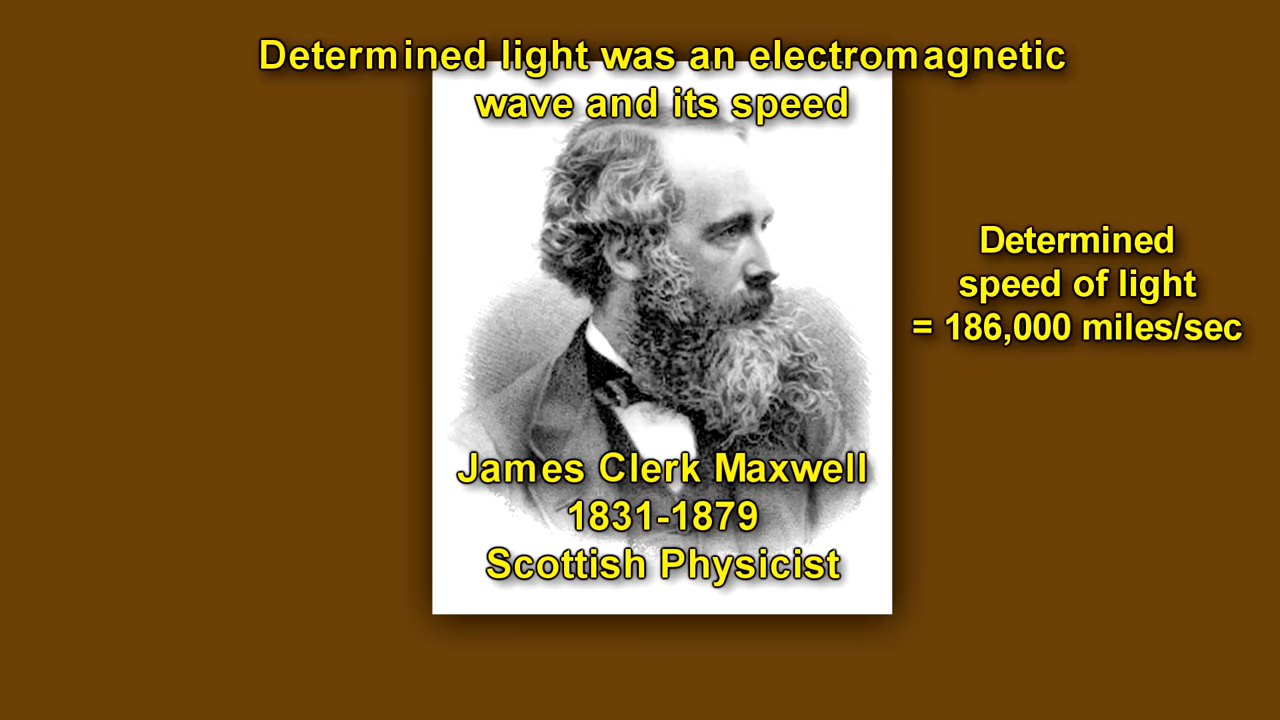 Determined light was an electromagnetic
wave and its speed
Determined
speed of light
= 186,000 miles/sec
James Clerk Maxwell
1831-1879
Scottish Physicist